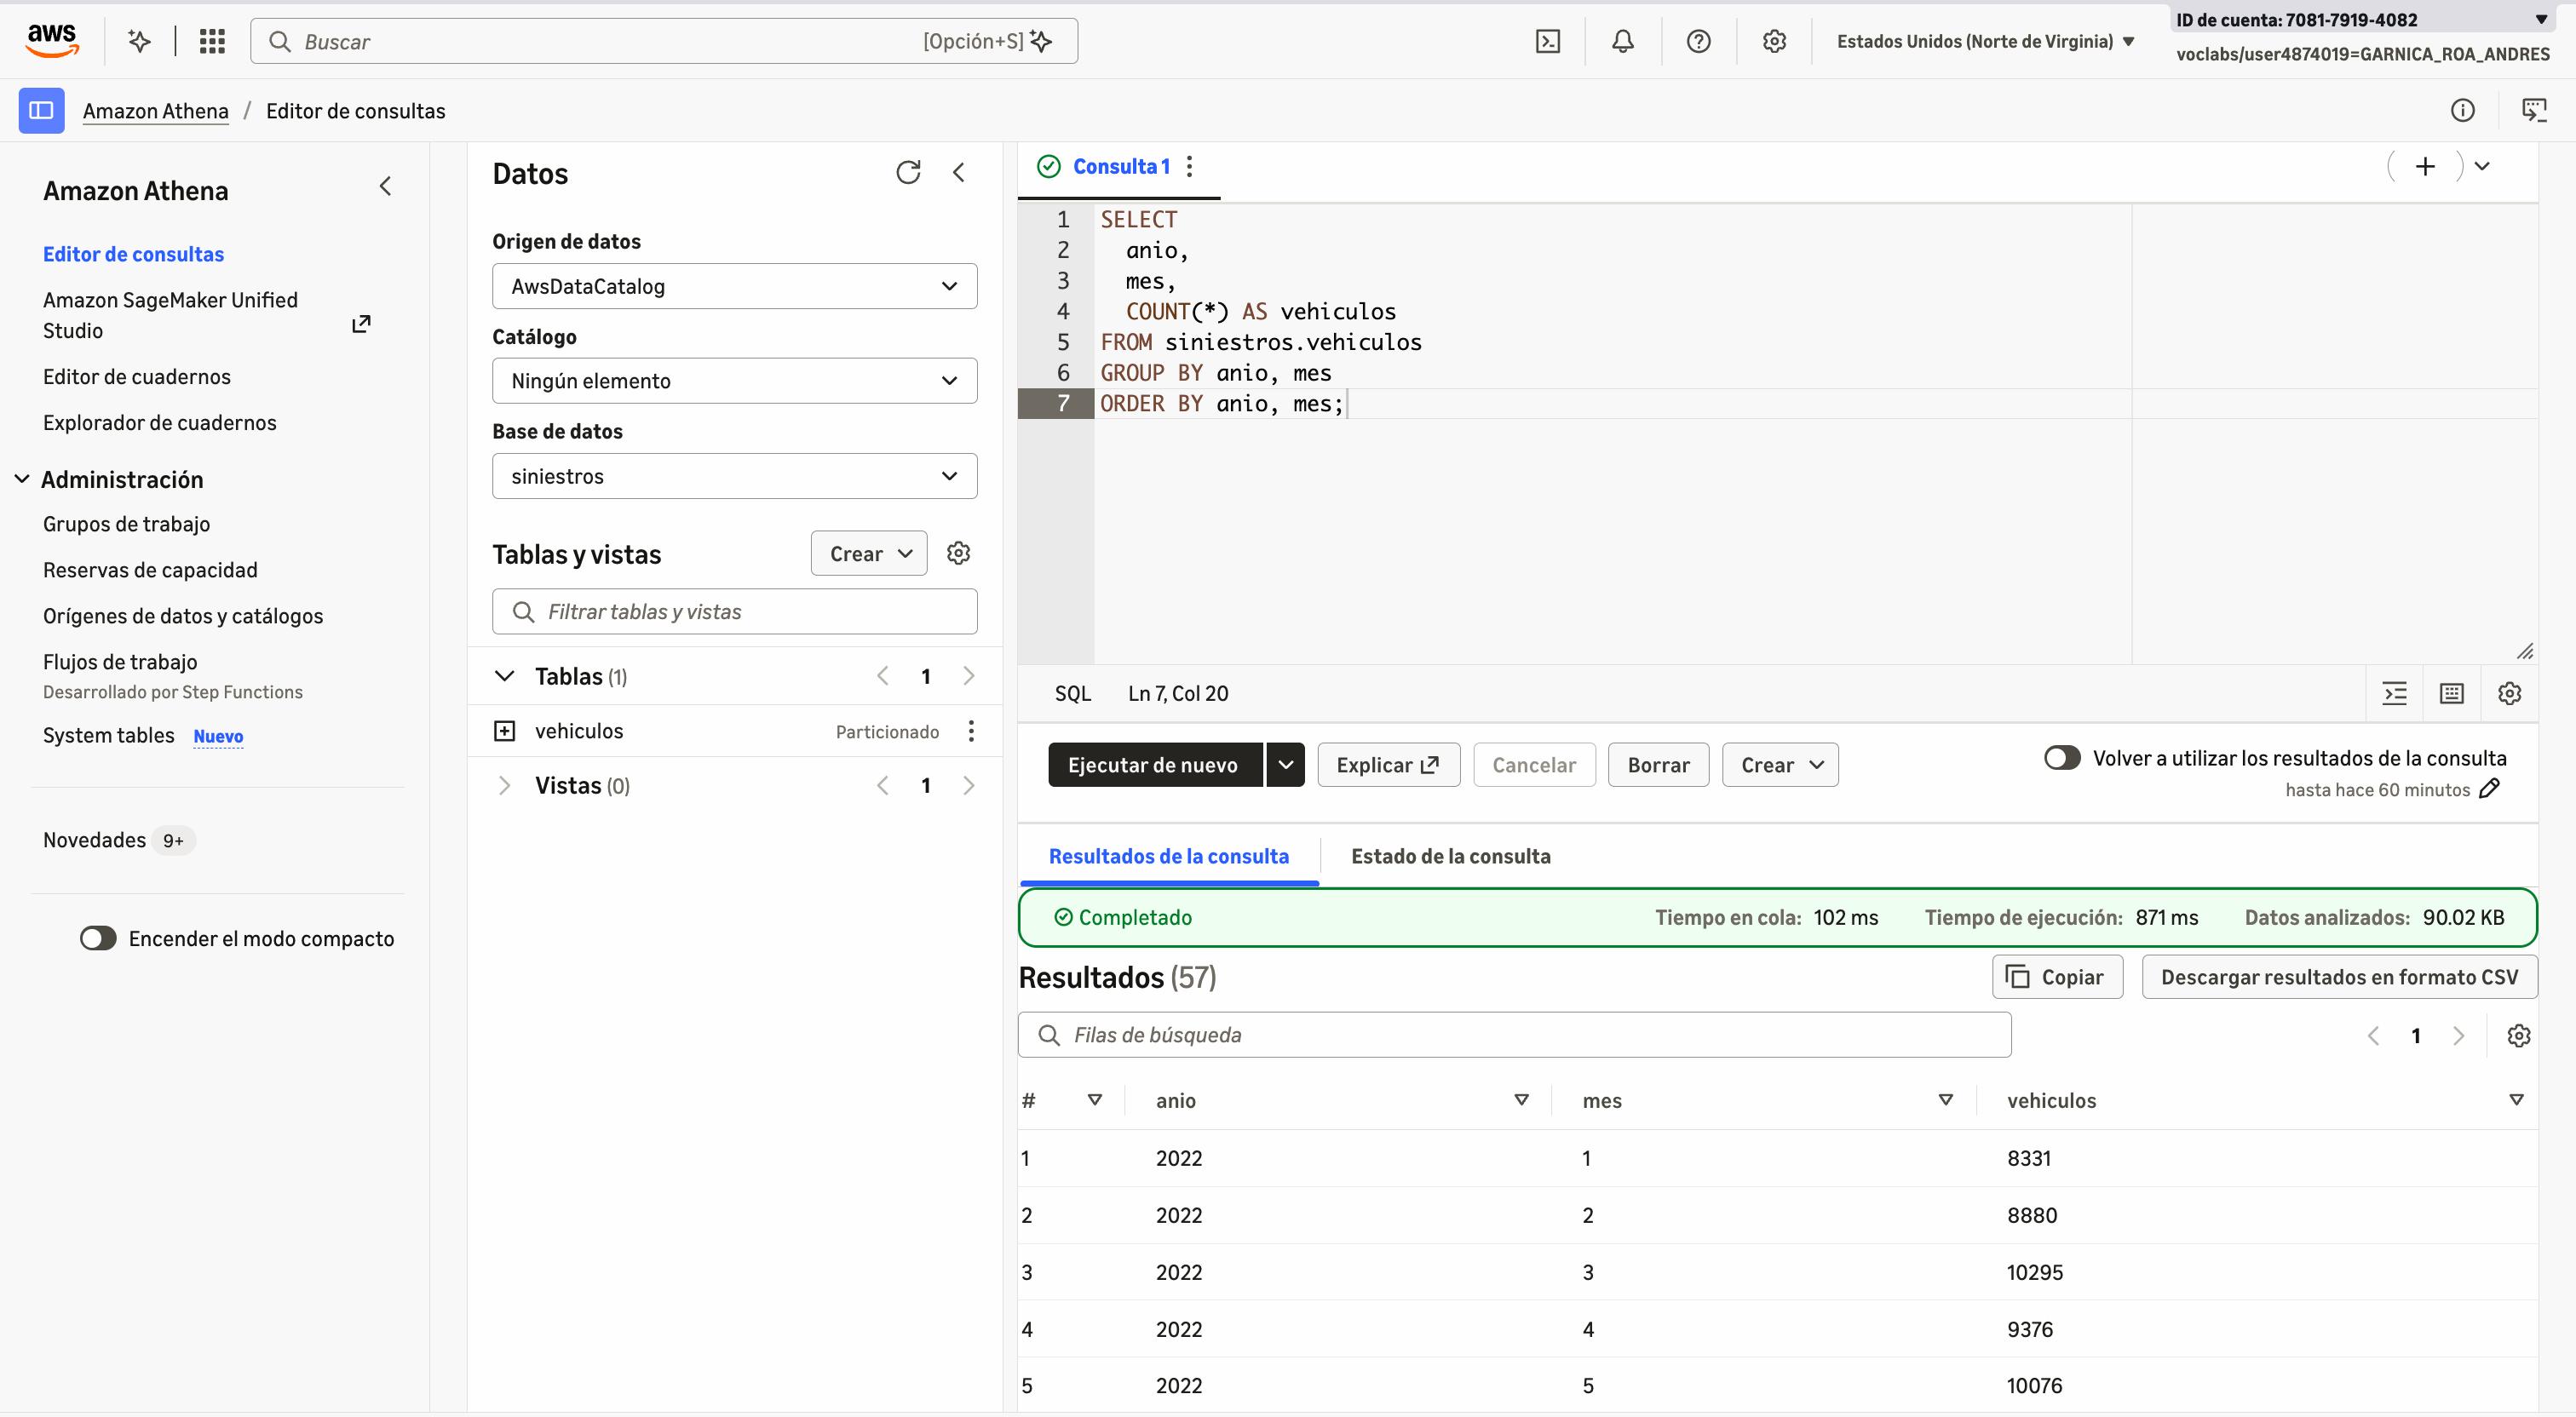 aws
Buscar
[Opción+S]
Estados Unidos (Norte de Virginia)
ID de cuenta: 7081-7919-4082
voclabs/user4874019=GARNICA_ROA_ANDRES
Amazon Athena / Editor de consultas
Amazon Athena
Editor de consultas
Amazon SageMaker Unified
Studio
Editor de cuadernos
Explorador de cuadernos
Administración
Grupos de trabajo
Reservas de capacidad
Orígenes de datos y catálogos
Flujos de trabajo
Desarrollado por Step Functions
System tables Nuevo
Novedades 9+
Encender el modo compacto
Datos
Origen de datos
AwsDataCatalog
Catálogo
Ningún elemento
Base de datos
siniestros
Tablas y vistas
Crear
Filtrar tablas y vistas
Tablas (1)
1
vehiculos
Particionado
Vistas (0)
1
Consulta 1
1 SELECT
2 anio,
3 mes,
4 COUNT(*) AS vehiculos
5 FROM siniestros.vehiculos
6 GROUP BY anio, mes
7 ORDER BY anio, mes;
SQL Ln 7, Col 20
Ejecutar de nuevo
Explicar
Cancelar
Borrar
Crear
Volver a utilizar los resultados de la consulta
hasta hace 60 minutos
Resultados de la consulta
Estado de la consulta
Completado
Tiempo en cola: 102 ms
Tiempo de ejecución: 871 ms
Datos analizados: 90.02 KB
Resultados (57)
Copiar
Descargar resultados en formato CSV
Filas de búsqueda
1
# anio mes vehiculos
1 2022 1 8331
2 2022 2 8880
3 2022 3 10295
4 2022 4 9376
5 2022 5 10076